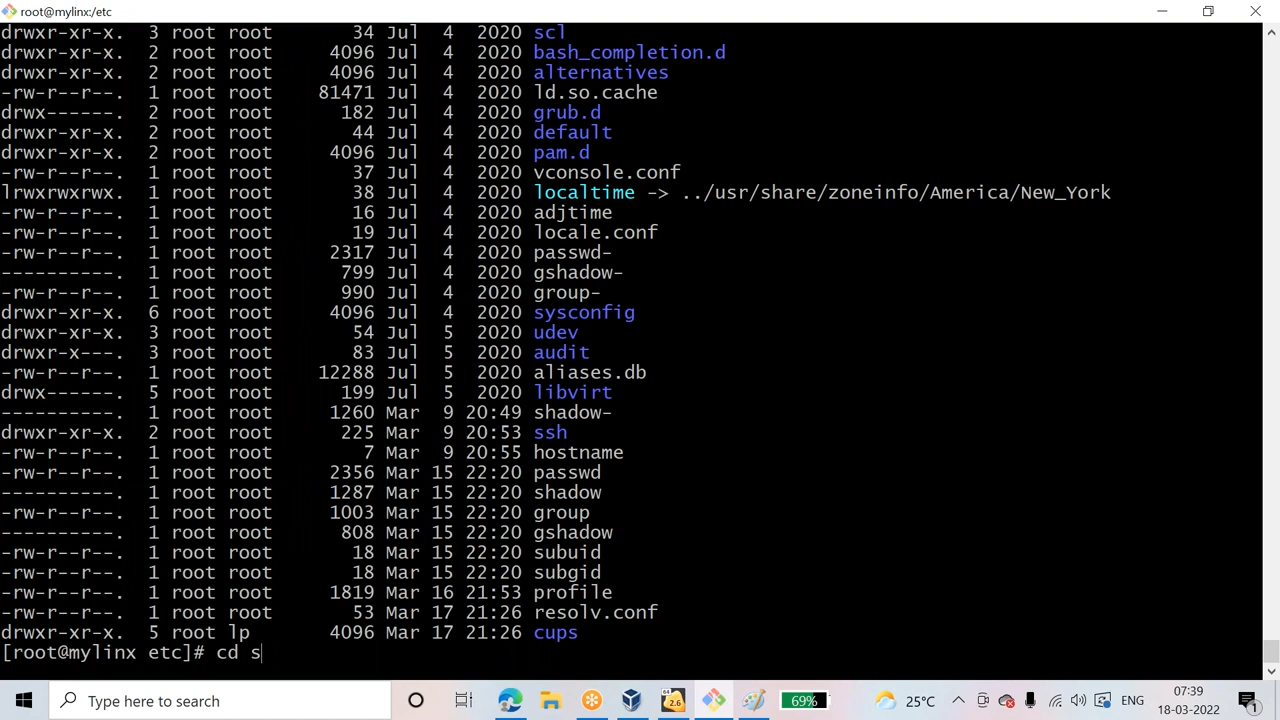 root@mylinx:/etc
drwxr-xr-x. 3 root root 34 Jul 4 2020 scl
drwxr-xr-x. 2 root root 4096 Jul 4 2020 bash_completion.d
drwxr-xr-x. 2 root root 4096 Jul 4 2020 alternatives
-rw-r--r--. 1 root root 81471 Jul 4 2020 ld.so.cache
drwx------. 2 root root 182 Jul 4 2020 grub.d
drwxr-xr-x. 2 root root 44 Jul 4 2020 default
drwxr-xr-x. 2 root root 4096 Jul 4 2020 pam.d
-rw-r--r--. 1 root root 37 Jul 4 2020 vconsole.conf
lrwxrwxrwx. 1 root root 38 Jul 4 2020 localtime -> ../usr/share/zoneinfo/America/New_York
-rw-r--r--. 1 root root 16 Jul 4 2020 adjtime
-rw-r--r--. 1 root root 19 Jul 4 2020 locale.conf
-rw-r--r--. 1 root root 2317 Jul 4 2020 passwd-
----------. 1 root root 799 Jul 4 2020 gshadow-
-rw-r--r--. 1 root root 990 Jul 4 2020 group-
drwxr-xr-x. 6 root root 4096 Jul 4 2020 sysconfig
drwxr-xr-x. 3 root root 54 Jul 5 2020 udev
drwxr-x---. 3 root root 83 Jul 5 2020 audit
-rw-r--r--. 1 root root 12288 Jul 5 2020 aliases.db
drwx------. 5 root root 199 Jul 5 2020 libvirt
----------. 1 root root 1260 Mar 9 20:49 shadow-
drwxr-xr-x. 2 root root 225 Mar 9 20:53 ssh
-rw-r--r--. 1 root root 7 Mar 9 20:55 hostname
-rw-r--r--. 1 root root 2356 Mar 15 22:20 passwd
----------. 1 root root 1287 Mar 15 22:20 shadow
-rw-r--r--. 1 root root 1003 Mar 15 22:20 group
----------. 1 root root 808 Mar 15 22:20 gshadow
-rw-r--r--. 1 root root 18 Mar 15 22:20 subuid
-rw-r--r--. 1 root root 18 Mar 15 22:20 subgid
-rw-r--r--. 1 root root 1819 Mar 16 21:53 profile
-rw-r--r--. 1 root root 53 Mar 17 21:26 resolv.conf
drwxr-xr-x. 5 root lp 4096 Mar 17 21:26 cups
[root@mylinx etc]# cd s
Type here to search
64
2.6
69%
25°C
ENG
07:39
18-03-2022
1